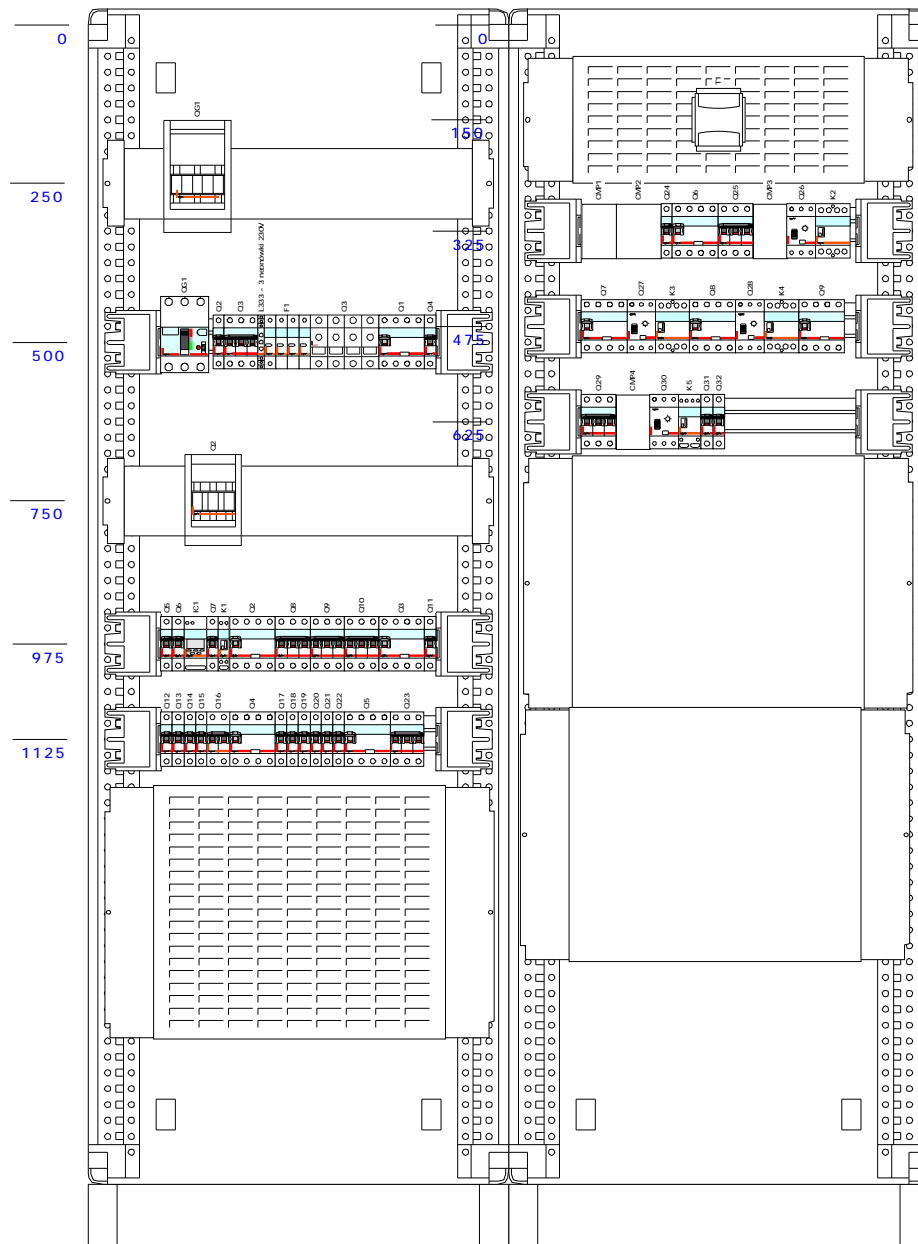 0
250
500
750
975
1125
QG1
QG1 Q2 Q3 L333 - 3 neonówki 230V F1 Q3 Q1 Q4
Q2
Q5 Q6 IC1 Q7 K1 Q2 Q8 Q9 Q10 Q3 Q11
Q12 Q13 Q14 Q15 Q16 Q4 Q17 Q18 Q19 Q20 Q21 Q22 Q5 Q23
0
150
325
475
625
T1
CMP1 CMP2 Q24 Q6 Q25 CMP3 Q26 K2
Q7 Q27 K3 Q8 Q28 K4 Q9
Q29 CMP4 Q30 K5 Q31 Q32